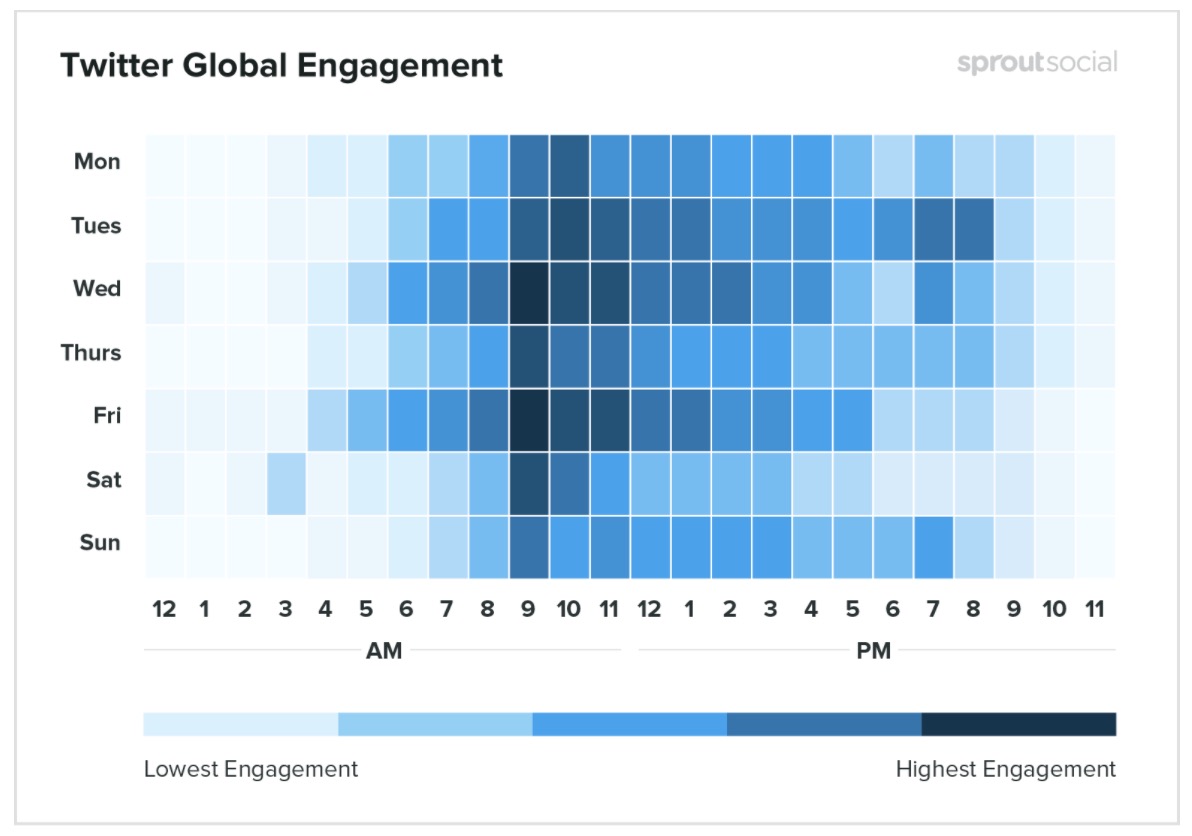 Twitter Global Engagement
sproutsocial
Mon
Tues
Wed
Thurs
Fri
Sat
Sun
12 1 2 3 4 5 6 7 8 9 10 11 12 1 2 3 4 5 6 7 8 9 10 11
AM PM
Lowest Engagement Highest Engagement